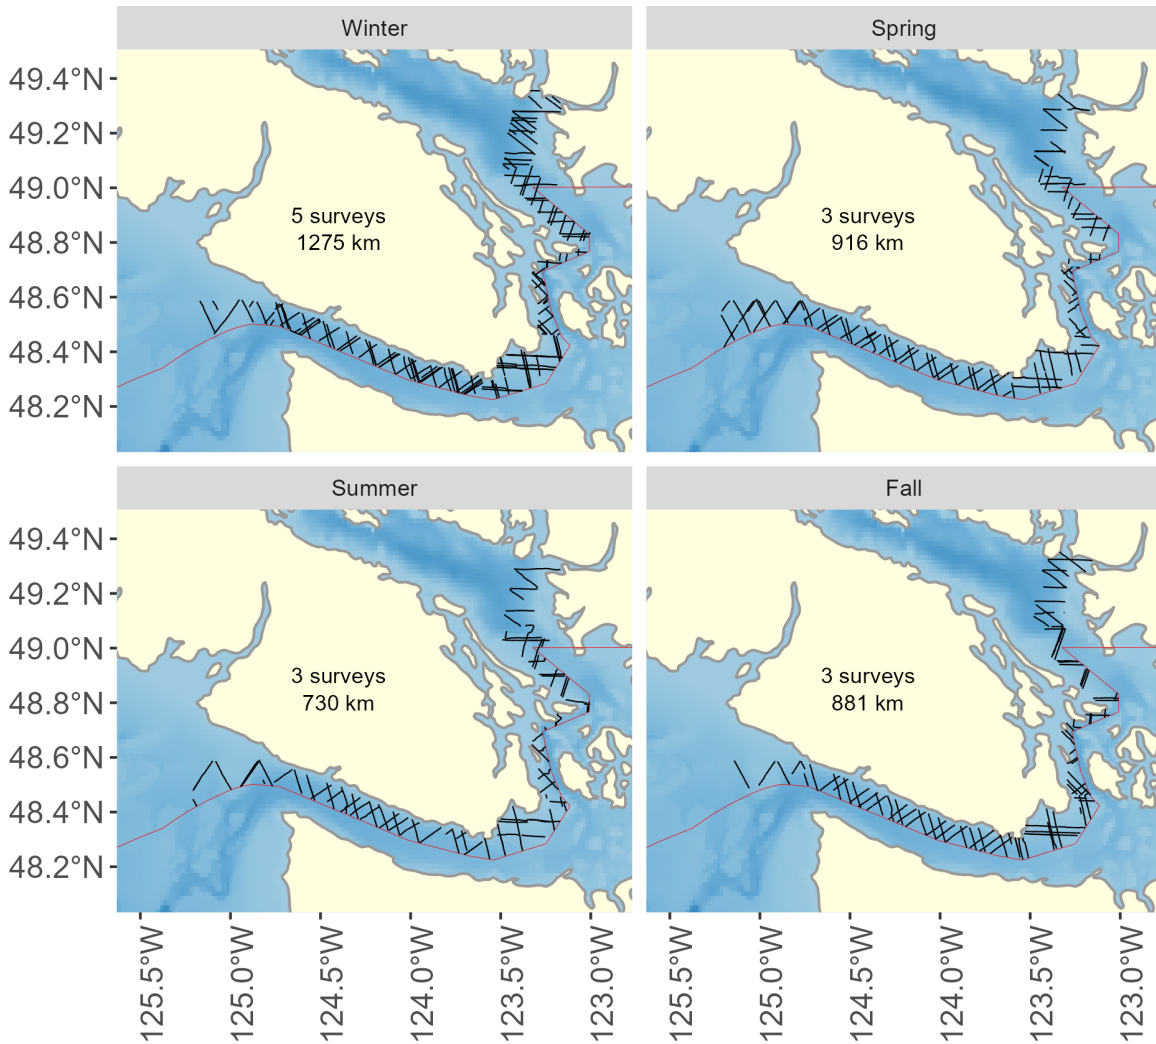 Winter
Spring
49.4°N
49.2°N
49.0°N
48.8°N
48.6°N
48.4°N
48.2°N
5 surveys
1275 km
3 surveys
916 km
Summer
Fall
49.4°N
49.2°N
49.0°N
48.8°N
48.6°N
48.4°N
48.2°N
3 surveys
730 km
3 surveys
881 km
125.5°W
125.0°W
124.5°W
124.0°W
123.5°W
123.0°W
125.5°W
125.0°W
124.5°W
124.0°W
123.5°W
123.0°W